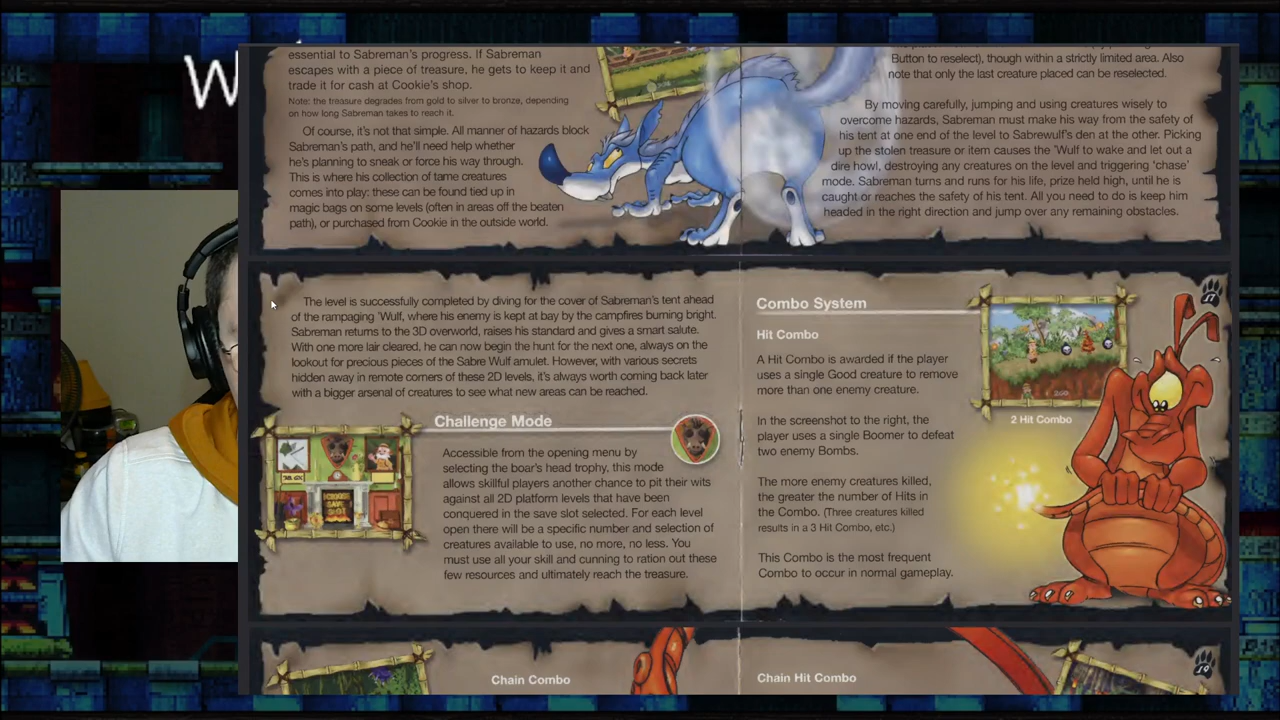 W
essential to Sabreman's progress. If Sabreman
escapes with a piece of treasure, he gets to keep it and
trade it for cash at Cookie's shop.
Note: the treasure degrades from gold to silver to bronze, depending
on how long Sabreman takes to reach it.
Of course, it's not that simple. All manner of hazards block
Sabreman's path, and he'll need help whether
he's planning to sneak or force his way through.
This is where his collection of tame creatures
comes into play: these can be found tied up in
magic bags on some levels (often in areas off the beaten
path), or purchased from Cookie in the outside world.
Button to reselect), though within a strictly limited area. Also
note that only the last creature placed can be reselected.
By moving carefully, jumping and using creatures wisely to
overcome hazards, Sabreman must make his way from the safety of
his tent at one end of the level to Sabrewulf's den at the other. Picking
up the stolen treasure or item causes the 'Wulf to wake and let out a
dire howl, destroying any creatures on the level and triggering 'chase'
mode. Sabreman turns and runs for his life, prize held high, until he is
caught or reaches the safety of his tent. All you need to do is keep him
headed in the right direction and jump over any remaining obstacles.
The level is successfully completed by diving for the cover of Sabreman's tent ahead
of the rampaging 'Wulf, where his enemy is kept at bay by the campfires burning bright.
Sabreman returns to the 3D overworld, raises his standard and gives a smart salute.
With one more lair cleared, he can now begin the hunt for the next one, always on the
lookout for precious pieces of the Sabre Wulf amulet. However, with various secrets
hidden away in remote corners of these 2D levels, it's always worth coming back later
with a bigger arsenal of creatures to see what new areas can be reached.
Challenge Mode
Accessible from the opening menu by
selecting the boar's head trophy, this mode
allows skillful players another chance to pit their wits
against all 2D platform levels that have been
conquered in the save slot selected. For each level
open there will be a specific number and selection of
creatures available to use, no more, no less. You
must use all your skill and cunning to ration out these
few resources and ultimately reach the treasure.
17
Combo System
Hit Combo
A Hit Combo is awarded if the player
uses a single Good creature to remove
more than one enemy creature.
In the screenshot to the right, the
player uses a single Boomer to defeat
two enemy Bombs.
The more enemy creatures killed,
the greater the number of Hits in
the Combo. (Three creatures killed
results in a 3 Hit Combo, etc.)
This Combo is the most frequent
Combo to occur in normal gameplay.
2 Hit Combo
Chain Combo
Chain Hit Combo
19